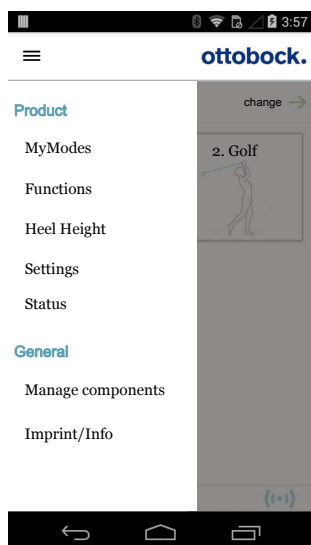 3:57
ottobock.
change
Product
MyModes
2. Golf
Functions
Heel Height
Settings
Status
General
Manage components
Imprint/Info